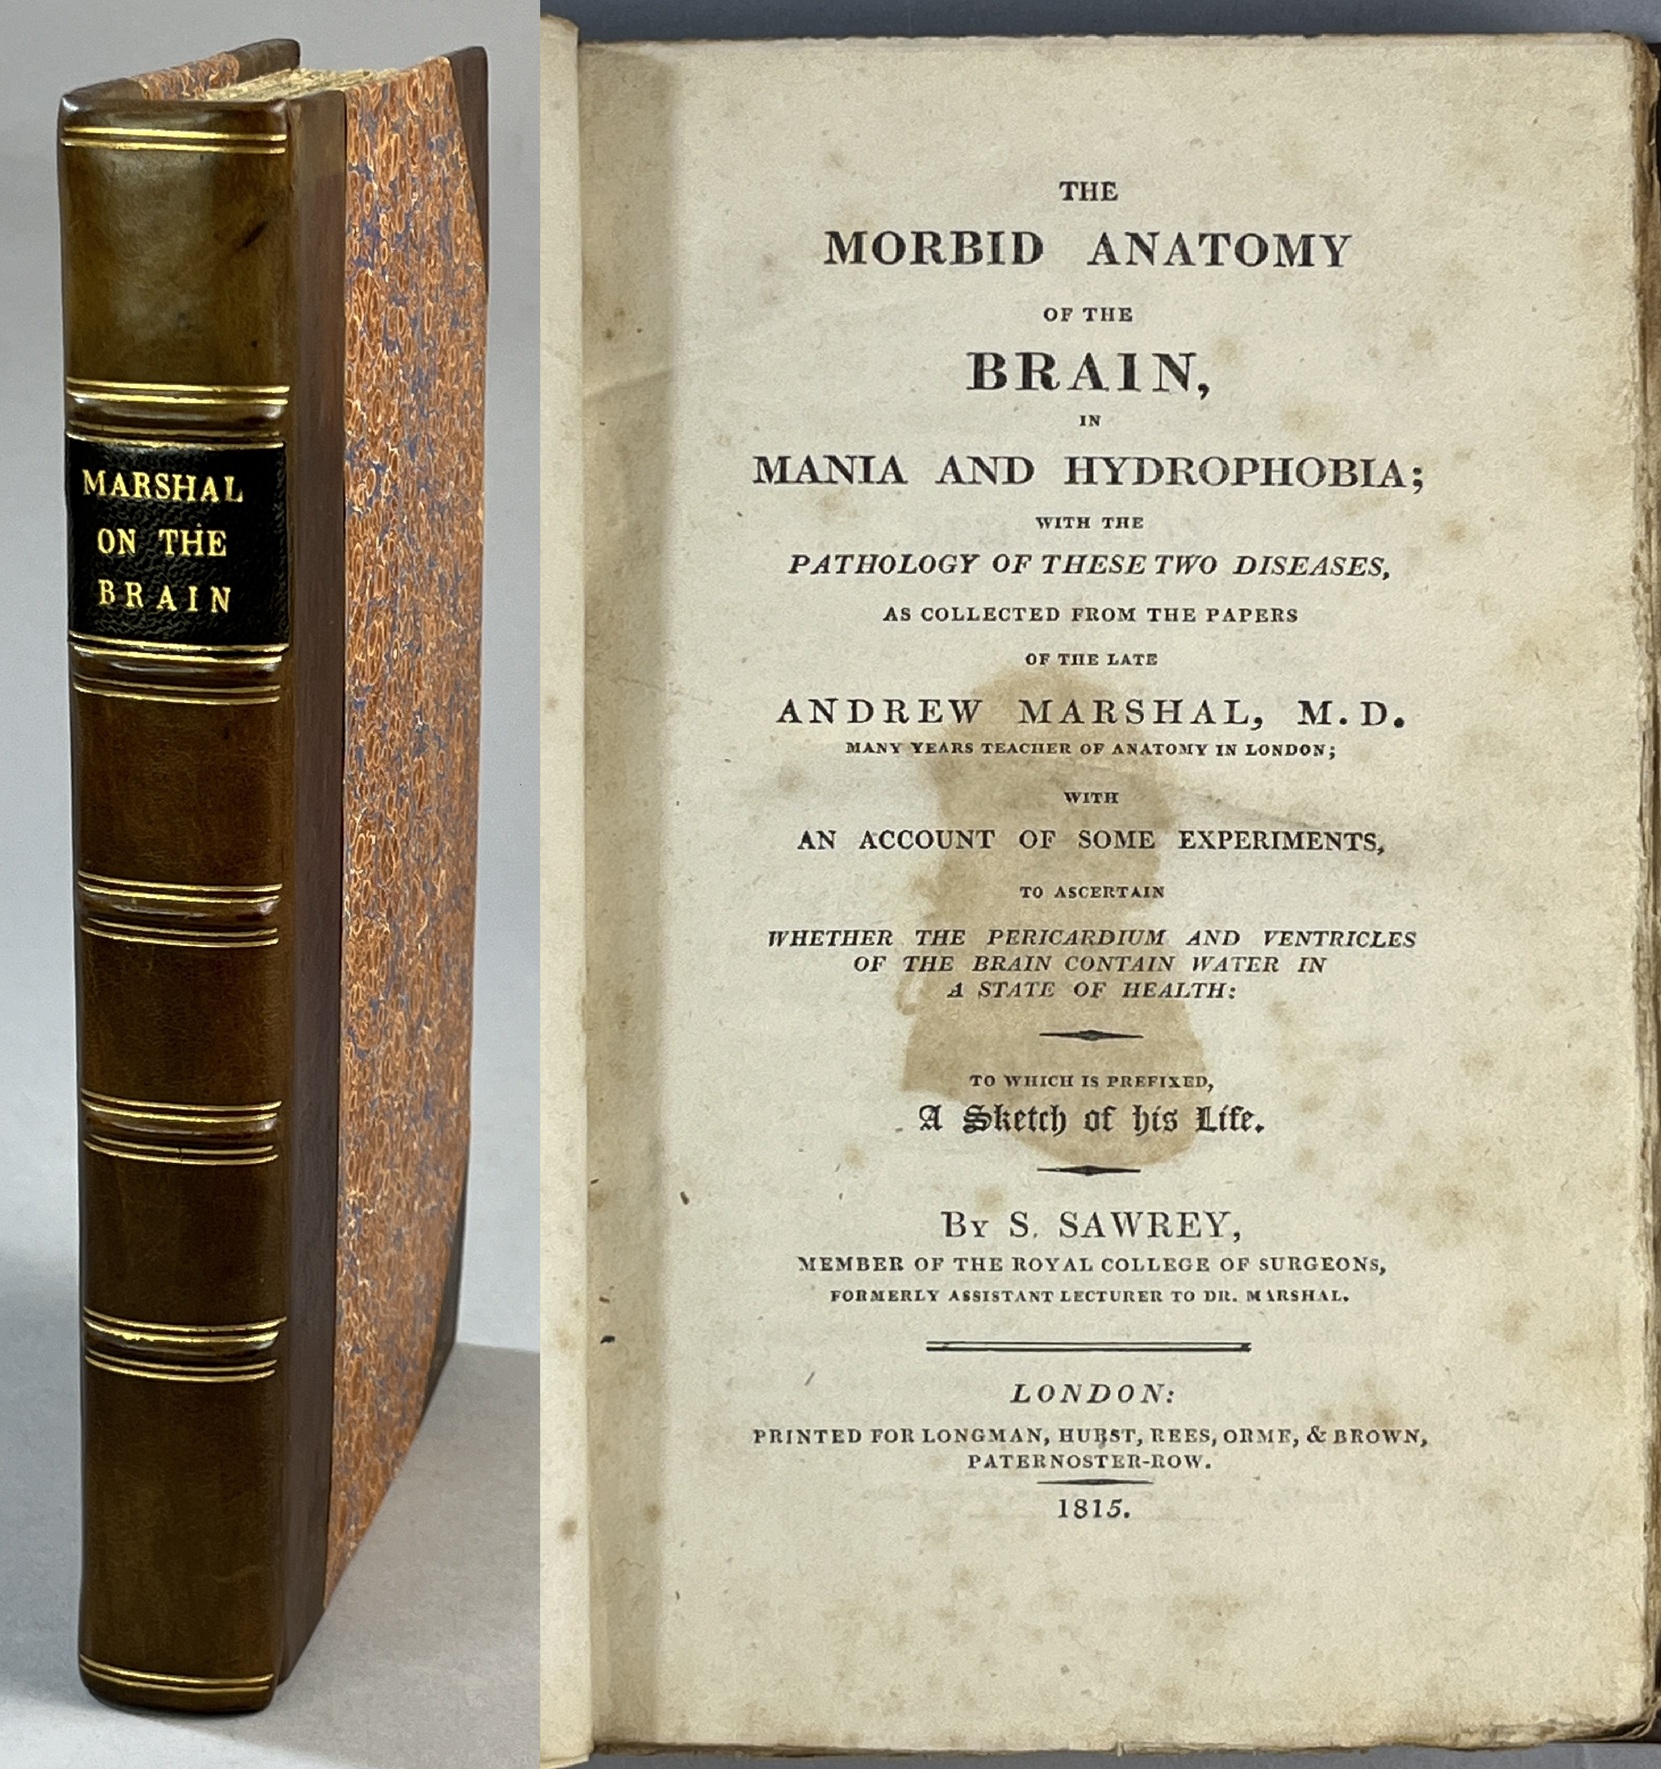 MARSHAL
ON THE
BRAIN
THE
MORBID ANATOMY
OF THE
BRAIN,
IN
MANIA AND HYDROPHOBIA;
WITH THE
PATHOLOGY OF THESE TWO DISEASES,
AS COLLECTED FROM THE PAPERS
OF THE LATE
ANDREW MARSHAL, M.D.
MANY YEARS TEACHER OF ANATOMY IN LONDON;
WITH
AN ACCOUNT OF SOME EXPERIMENTS,
TO ASCERTAIN
WHETHER THE PERICARDIUM AND VENTRICLES
OF THE BRAIN CONTAIN WATER IN
A STATE OF HEALTH:
TO WHICH IS PREFIXED,
A Sketch of his Life.
BY S. SAWREY,
MEMBER OF THE ROYAL COLLEGE OF SURGEONS,
FORMERLY ASSISTANT LECTURER TO DR. MARSHAL.
LONDON:
PRINTED FOR LONGMAN, HURST, REES, ORME, & BROWN,
PATERNOSTER-ROW.
1815.